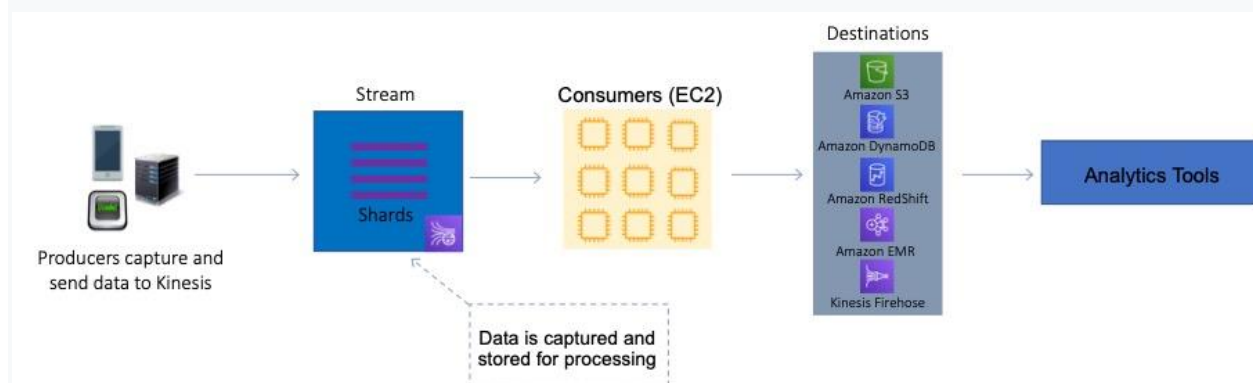 Producers capture and
send data to Kinesis
Stream
Shards
Data is captured and
stored for processing
Consumers (EC2)
Destinations
Amazon S3
Amazon DynamoDB
Amazon RedShift
Amazon EMR
Kinesis Firehose
Analytics Tools